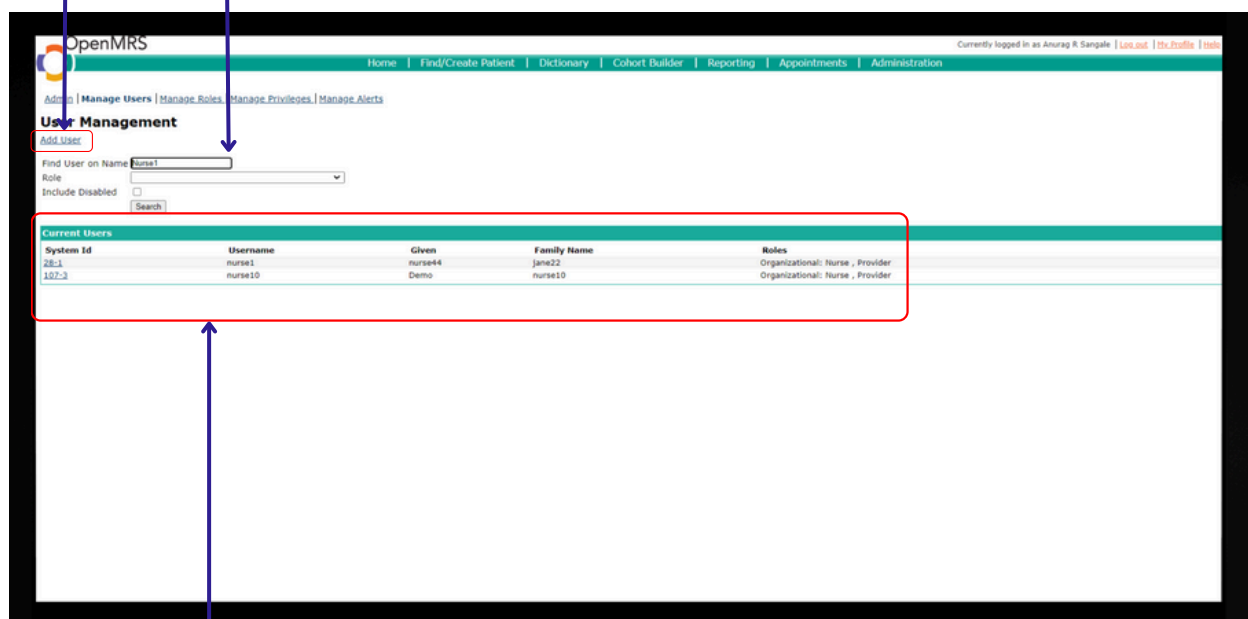 OpenMRS
Currently logged in as Anurag R Sangale | Log out | My Profile | Help
Home | Find/Create Patient | Dictionary | Cohort Builder | Reporting | Appointments | Administration
Admin | Manage Users | Manage Roles | Manage Privileges | Manage Alerts
User Management
Add User
Find User on Name Nurse1
Role
Include Disabled
Search
Current Users
System Id Username Given Family Name Roles
28-1 nurse1 nurse44 jane22 Organizational: Nurse , Provider
107-3 nurse10 Demo nurse10 Organizational: Nurse , Provider